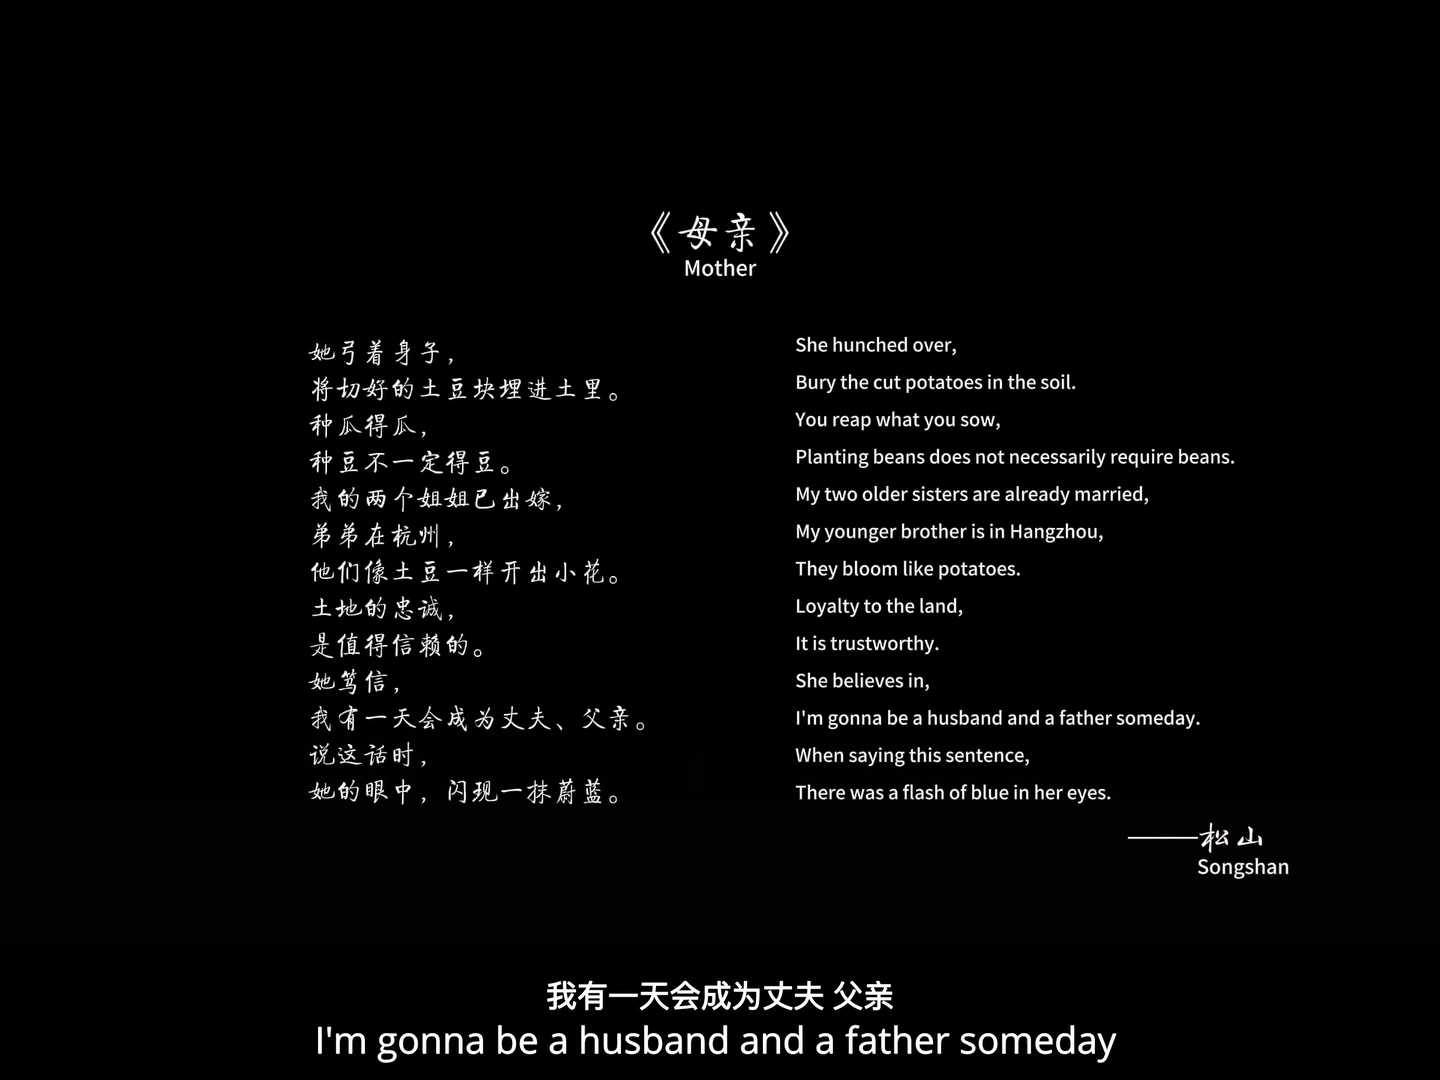 《母亲》
Mother
她弓着身子，
将切好的土豆块埋进土里。
种瓜得瓜，
种豆不一定得豆。
我的两个姐姐已出嫁，
弟弟在杭州，
他们像土豆一样开出小花。
土地的忠诚，
是值得信赖的。
她笃信，
我有一天会成为丈夫、父亲。
说这话时，
她的眼中，闪现一抹蔚蓝。
She hunched over,
Bury the cut potatoes in the soil.
You reap what you sow,
Planting beans does not necessarily require beans.
My two older sisters are already married,
My younger brother is in Hangzhou,
They bloom like potatoes.
Loyalty to the land,
It is trustworthy.
She believes in,
I'm gonna be a husband and a father someday.
When saying this sentence,
There was a flash of blue in her eyes.
——松山
Songshan
我有一天会成为丈夫 父亲
I'm gonna be a husband and a father someday